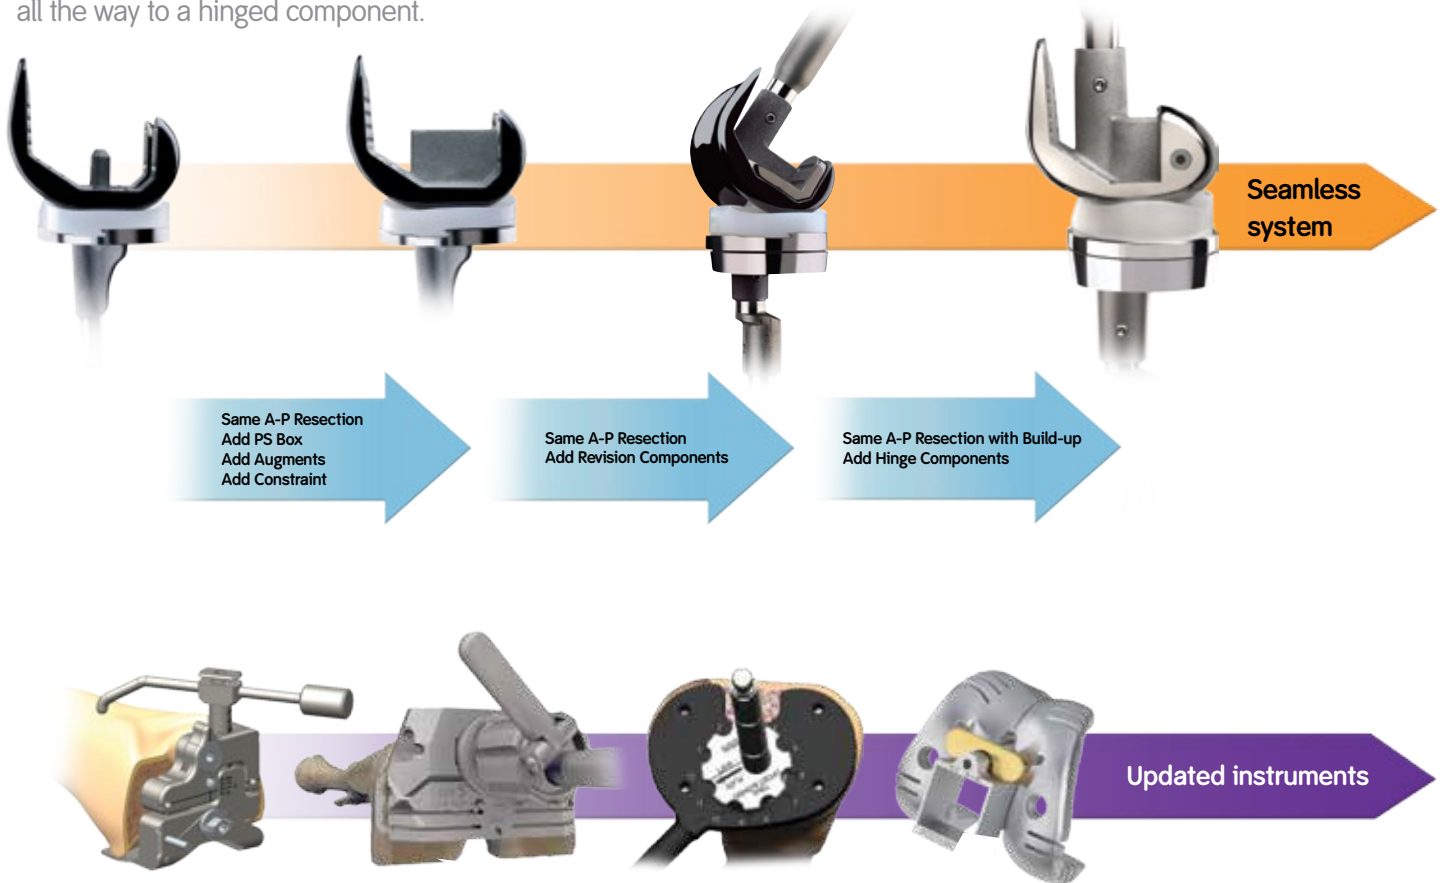 all the way to a hinged component.
Seamless
system
Same A-P Resection
Add PS Box
Add Augments
Add Constraint
Same A-P Resection
Add Revision Components
Same A-P Resection with Build-up
Add Hinge Components
Updated instruments